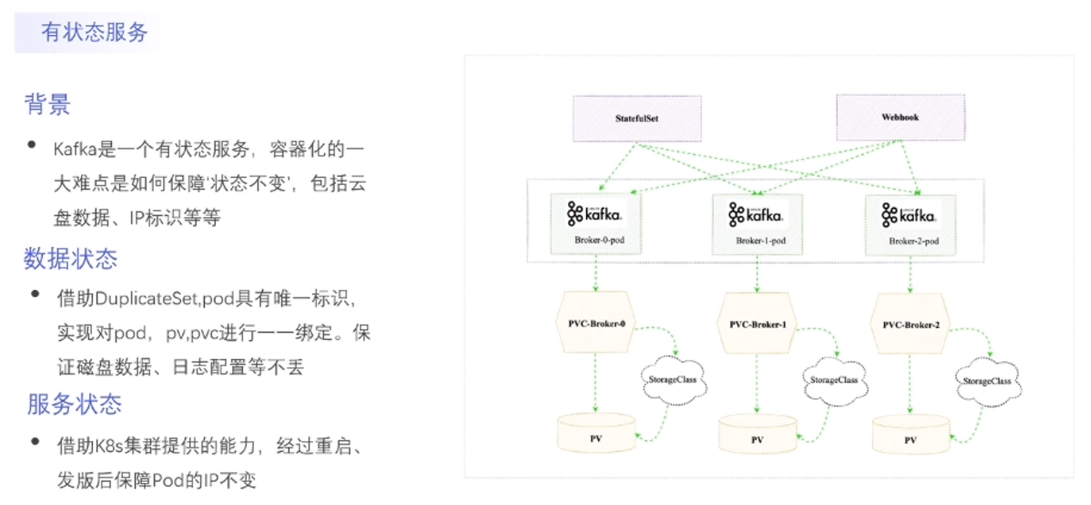 有状态服务
背景
• Kafka是一个有状态服务，容器化的一
大难点是如何保障‘状态不变’，包括云
盘数据、IP标识等等
数据状态
• 借助DuplicateSet,pod具有唯一标识,
实现对pod，pv,pvc进行一一绑定。保
证磁盘数据、日志配置等不丢
服务状态
• 借助K8s集群提供的能力，经过重启、
发版后保障Pod的IP不变
StatefulSet
Webhook
kafka
kafka
kafka
Broker-0-pod
Broker-1-pod
Broker-2-pod
PVC-Broker-0
PVC-Broker-1
PVC-Broker-2
StorageClass
StorageClass
StorageClass
PV
PV
PV